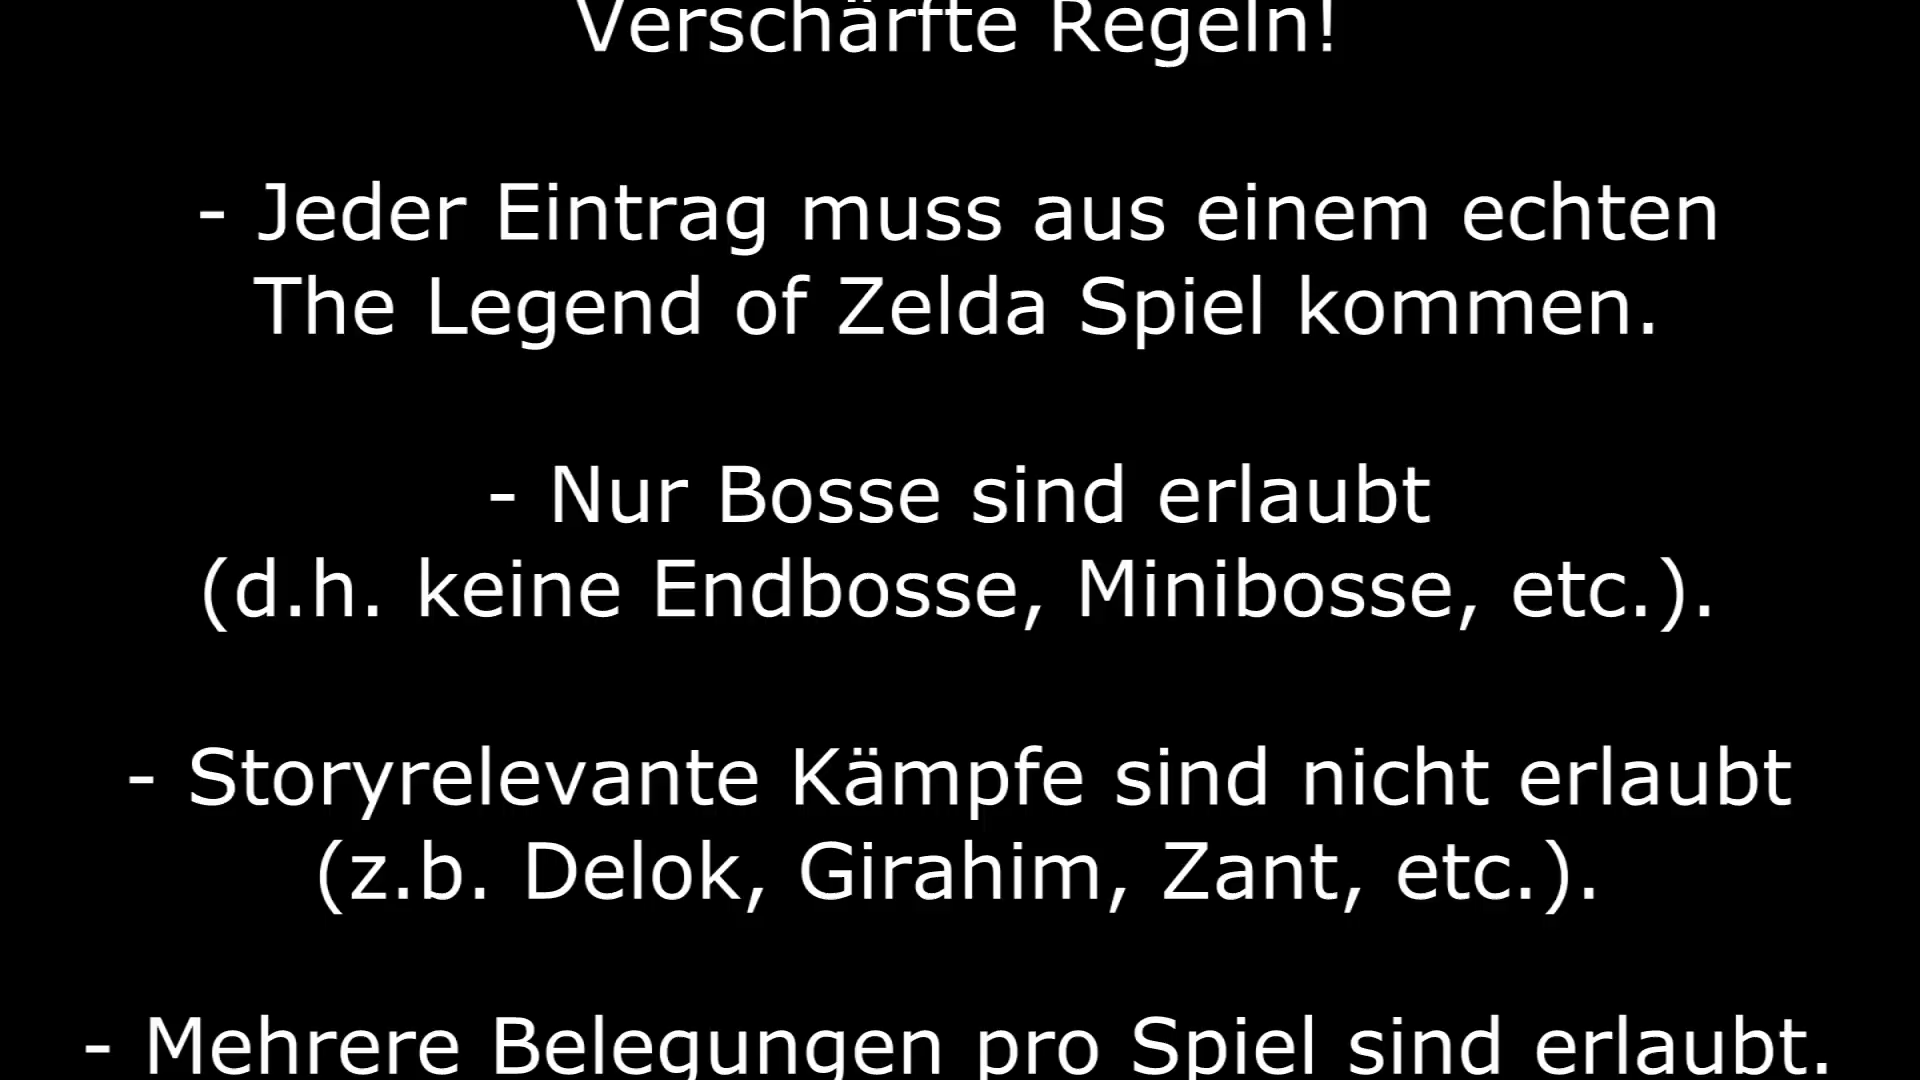 Verschärfte Regeln!
- Jeder Eintrag muss aus einem echten
The Legend of Zelda Spiel kommen.
- Nur Bosse sind erlaubt
(d.h. keine Endbosse, Minibosse, etc.).
- Storyrelevante Kämpfe sind nicht erlaubt
(z.b. Delok, Girahim, Zant, etc.).
- Mehrere Belegungen pro Spiel sind erlaubt.